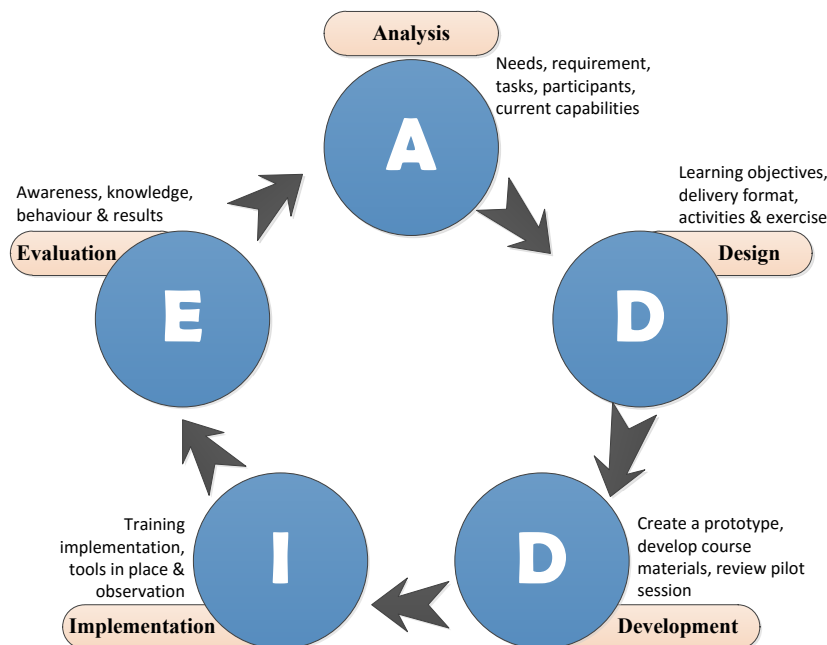 Analysis
Needs, requirement,
tasks, participants,
current capabilities
A
Learning objectives,
delivery format,
activities & exercise
Design
D
Create a prototype,
develop course
materials, review pilot
session
Development
D
Training
implementation,
tools in place &
observation
Implementation
I
Awareness, knowledge,
behaviour & results
Evaluation
E